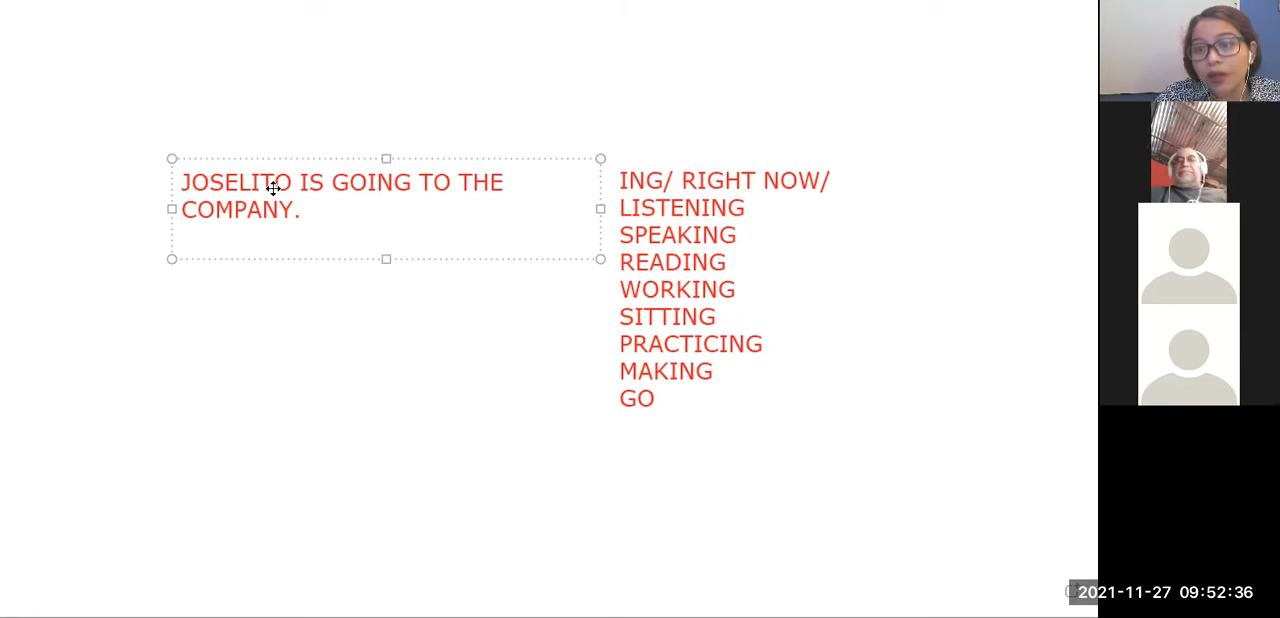 JOSELITO IS GOING TO THE
COMPANY.
ING/ RIGHT NOW/
LISTENING
SPEAKING
READING
WORKING
SITTING
PRACTICING
MAKING
GO
2021-11-27 09:52:36